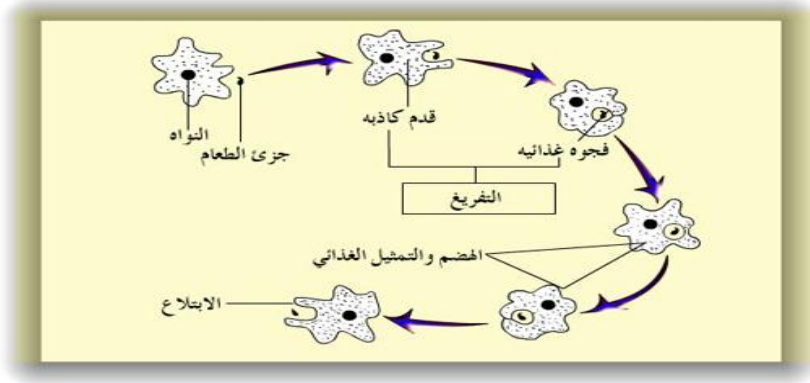 قدم كاذبه
النواه
جزئ الطعام
فجوه غذائيه
التفريغ
الهضم والتمثيل الغذائي
الابتلاع